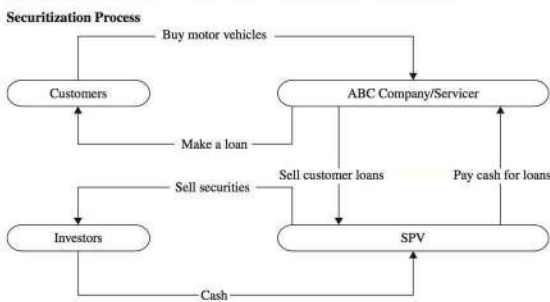 Securitization Process
Buy motor vehicles
Customers
ABC Company/Servicer
Make a loan
Sell customer loans
Pay cash for loans
Sell securities
Investors
SPV
Cash